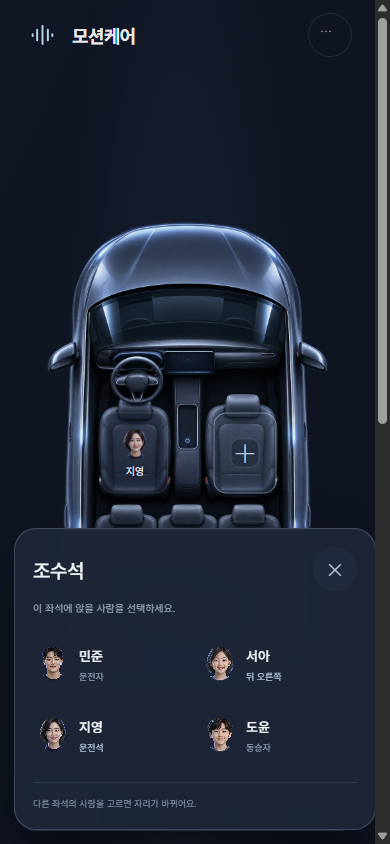 모션케어
...
지영
조수석
이 좌석에 앉을 사람을 선택하세요.
민준
운전자
서아
뒤 오른쪽
지영
운전석
도윤
동승자
다른 좌석의 사람을 고르면 자리가 바뀌어요.